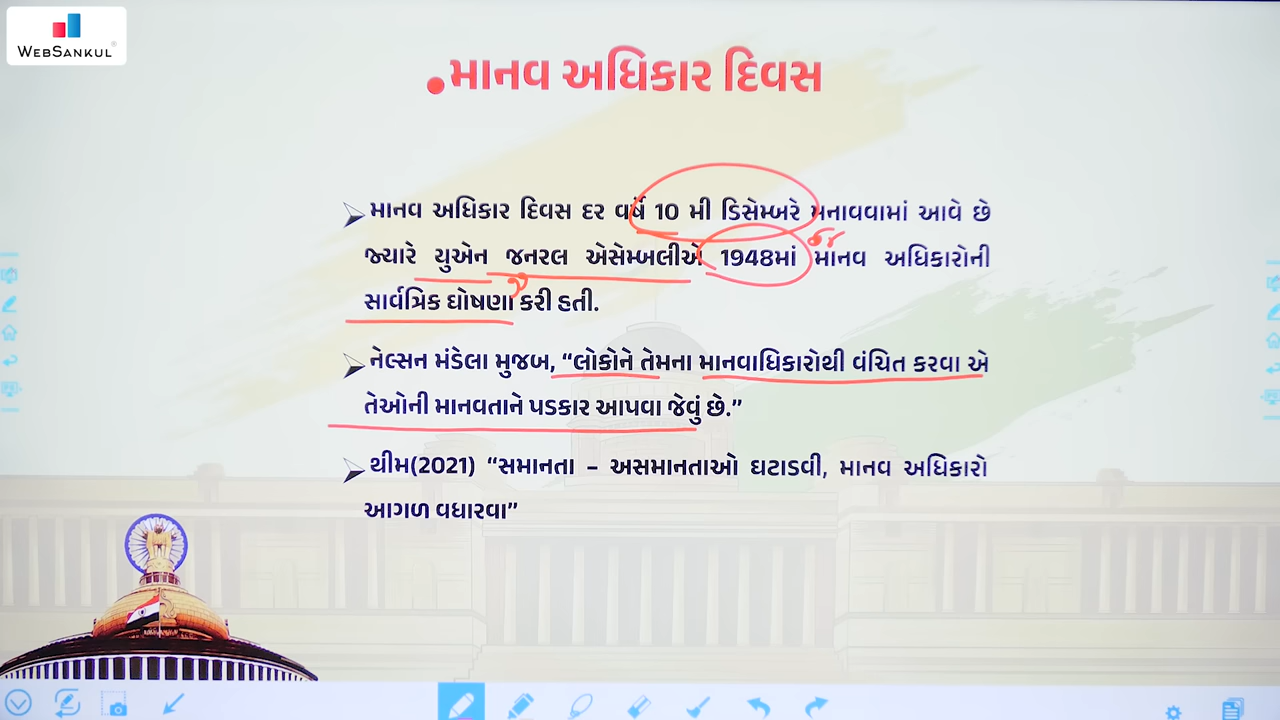 WEBSANKUL®
માનવ અધિકાર દિવસ
માનવ અધિકાર દિવસ દર વર્ષે 10 મી ડિસેમ્બરે મનાવવામાં આવે છે
જ્યારે યુએન જનરલ એસેમ્બલીએ 1948માં માનવ અધિકારોની
સાર્વત્રિક ઘોષણા કરી હતી.
નેલ્સન મંડેલા મુજબ, “લોકોને તેમના માનવાધિકારોથી વંચિત કરવા એ
તેઓની માનવતાને પડકાર આપવા જેવું છે.”
થીમ(2021) “સમાનતા – અસમાનતાઓ ઘટાડવી, માનવ અધિકારો
આગળ વધારવા”